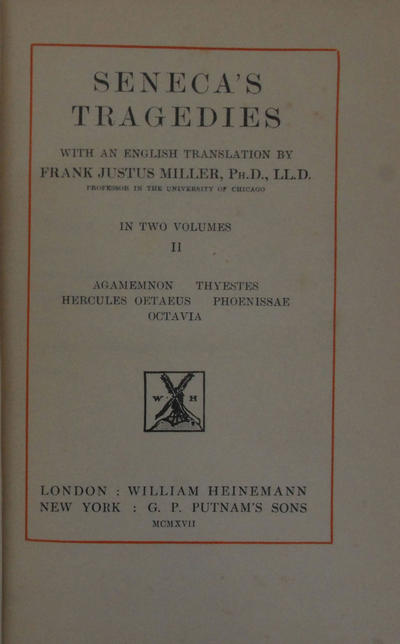 SENECA'S
TRAGEDIES
WITH AN ENGLISH TRANSLATION BY
FRANK JUSTUS MILLER, PH.D., LL.D.
PROFESSOR IN THE UNIVERSITY OF CHICAGO
IN TWO VOLUMES
II
AGAMEMNON THYESTES
HERCULES OETAEUS PHOENISSAE
OCTAVIA
W H
LONDON : WILLIAM HEINEMANN
NEW YORK : G. P. PUTNAM'S SONS
MCMXVII